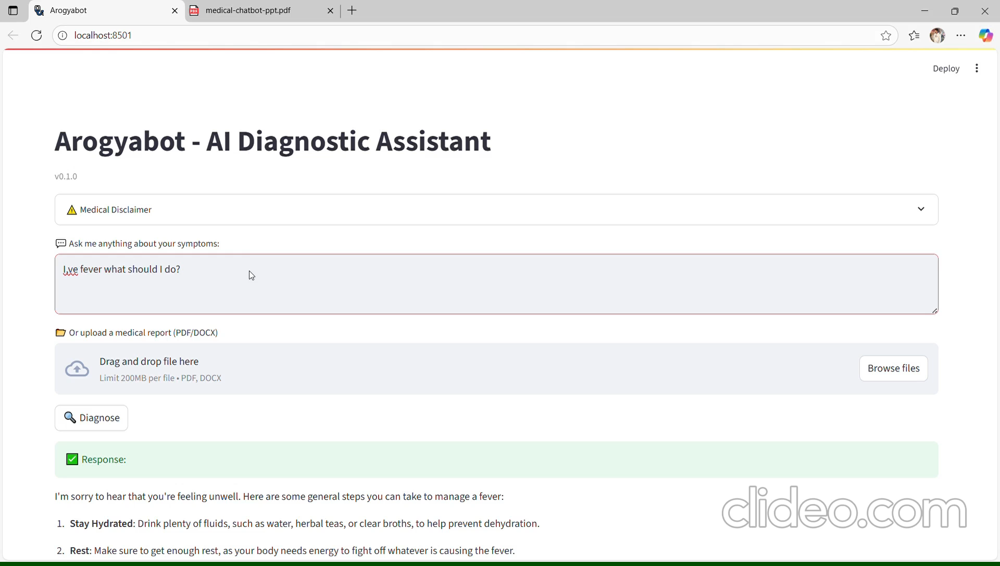 Arogyabot
medical-chatbot-ppt.pdf
PDF
localhost:8501
Deploy
Arogyabot - AI Diagnostic Assistant
v0.1.0
⚠️ Medical Disclaimer
💬 Ask me anything about your symptoms:
I,ve fever what should I do?
📂 Or upload a medical report (PDF/DOCX)
Drag and drop file here
Browse files
Limit 200MB per file • PDF, DOCX
🔍 Diagnose
✅ Response:
I'm sorry to hear that you're feeling unwell. Here are some general steps you can take to manage a fever:
1. Stay Hydrated: Drink plenty of fluids, such as water, herbal teas, or clear broths, to help prevent dehydration.
2. Rest: Make sure to get enough rest, as your body needs energy to fight off whatever is causing the fever.
clideo.com